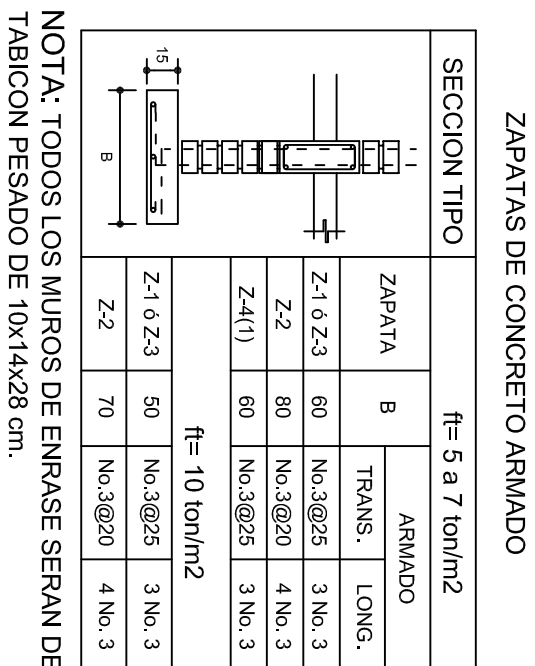 ZAPATAS DE CONCRETO ARMADO
SECCION TIPO
ft= 5 a 7 ton/m2
ZAPATA
B
ARMADO
TRANS.
LONG.
Z-1 ó Z-3
60
No.3@25
3 No. 3
Z-2
80
No.3@20
4 No. 3
Z-4(1)
60
No.3@25
3 No. 3
ft= 10 ton/m2
Z-1 ó Z-3
50
No.3@25
3 No. 3
Z-2
70
No.3@20
4 No. 3
15
B
NOTA: TODOS LOS MUROS DE ENRASE SERAN DE
TABICON PESADO DE 10x14x28 cm.